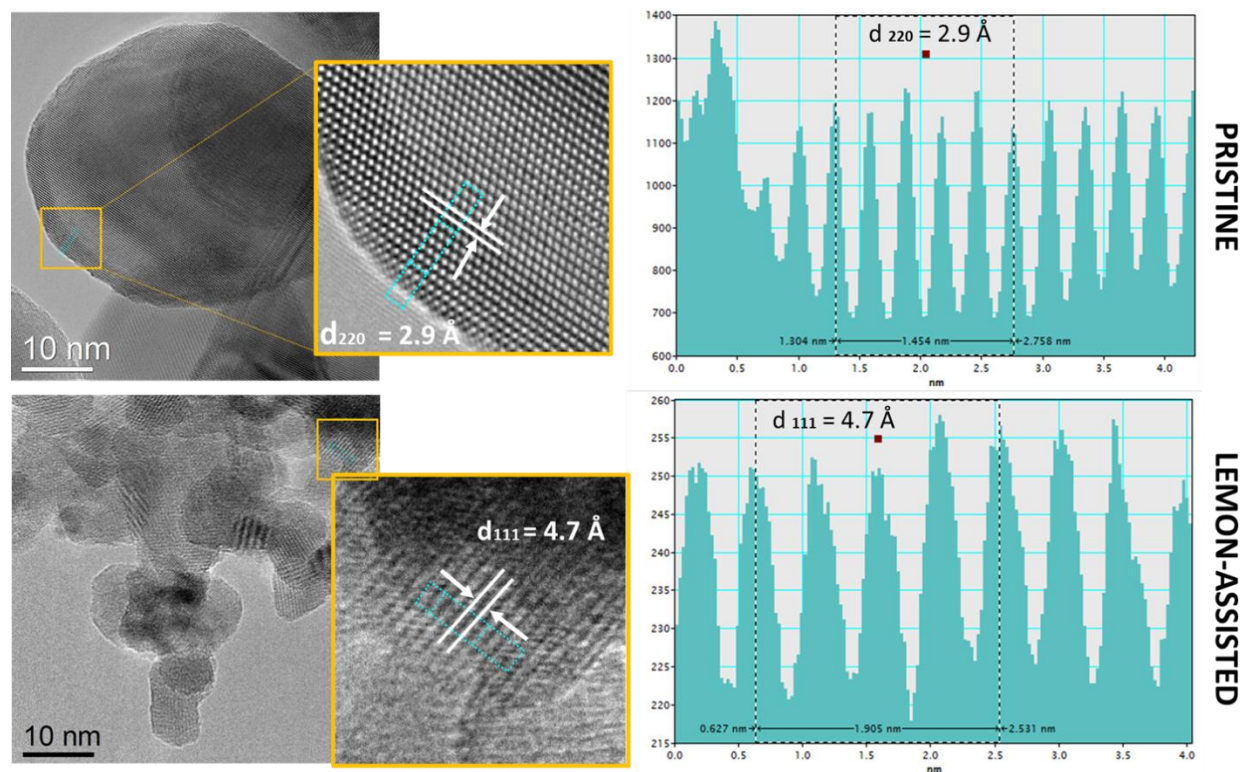 10 nm
d₂₂₀ = 2.9 Å
1400
1300
1200
1100
1000
900
800
700
600
d ₂₂₀ = 2.9 Å
1.304 nm
1.454 nm
2.758 nm
0.0 0.5 1.0 1.5 2.0 2.5 3.0 3.5 4.0
nm
PRISTINE
10 nm
d₁₁₁ = 4.7 Å
260
255
250
245
240
235
230
225
220
215
d ₁₁₁ = 4.7 Å
0.627 nm
1.905 nm
2.531 nm
0.0 0.5 1.0 1.5 2.0 2.5 3.0 3.5 4.0
nm
LEMON-ASSISTED